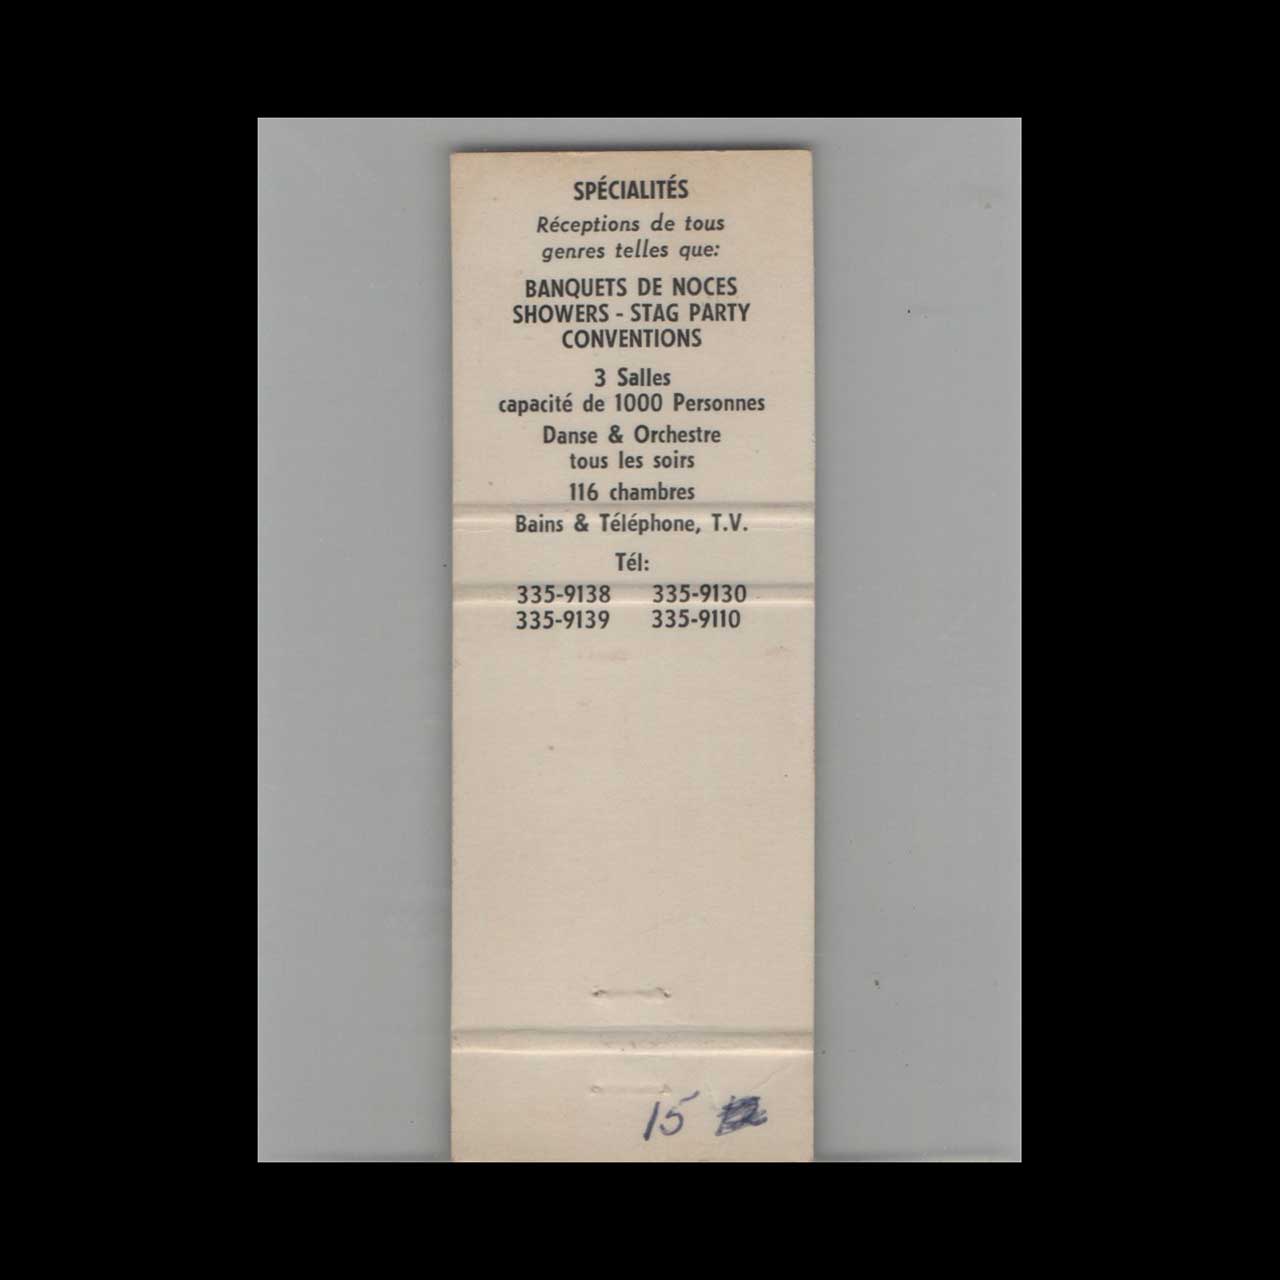 SPÉCIALITÉS
Réceptions de tous
genres telles que:
BANQUETS DE NOCES
SHOWERS - STAG PARTY
CONVENTIONS
3 Salles
capacité de 1000 Personnes
Danse & Orchestre
tous les soirs
116 chambres
Bains & Téléphone, T.V.
Tél:
335-9138 335-9130
335-9139 335-9110
15